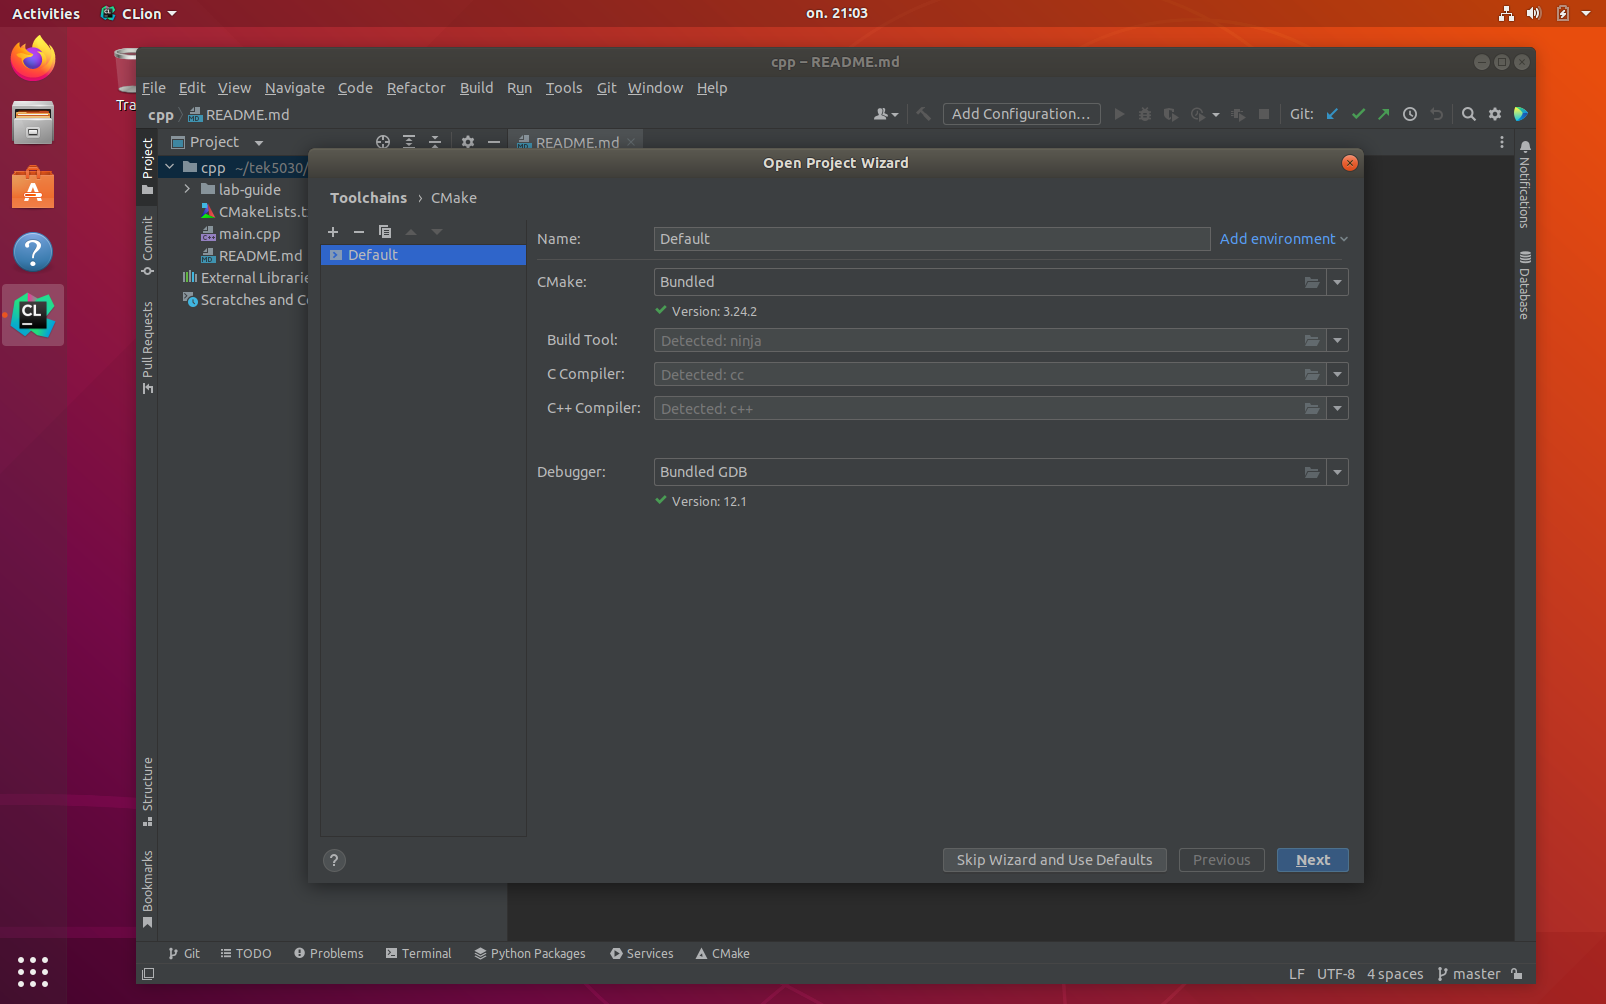 Activities CLion on. 21:03
Tra
cpp – README.md
File Edit View Navigate Code Refactor Build Run Tools Git Window Help
cpp README.md Add Configuration... Git:
Project README.md
Open Project Wizard
cpp ~/tek5030/
lab-guide
CMakeLists.t
main.cpp
README.md
External Librarie
Scratches and Co
Project
Commit
Pull Requests
Structure
Bookmarks
Notifications
Database
Toolchains › CMake
Default
Name: Default Add environment
CMake: Bundled
Version: 3.24.2
Build Tool: Detected: ninja
C Compiler: Detected: cc
C++ Compiler: Detected: c++
Debugger: Bundled GDB
Version: 12.1
? Skip Wizard and Use Defaults Previous Next
Git TODO Problems Terminal Python Packages Services CMake
LF UTF-8 4 spaces master